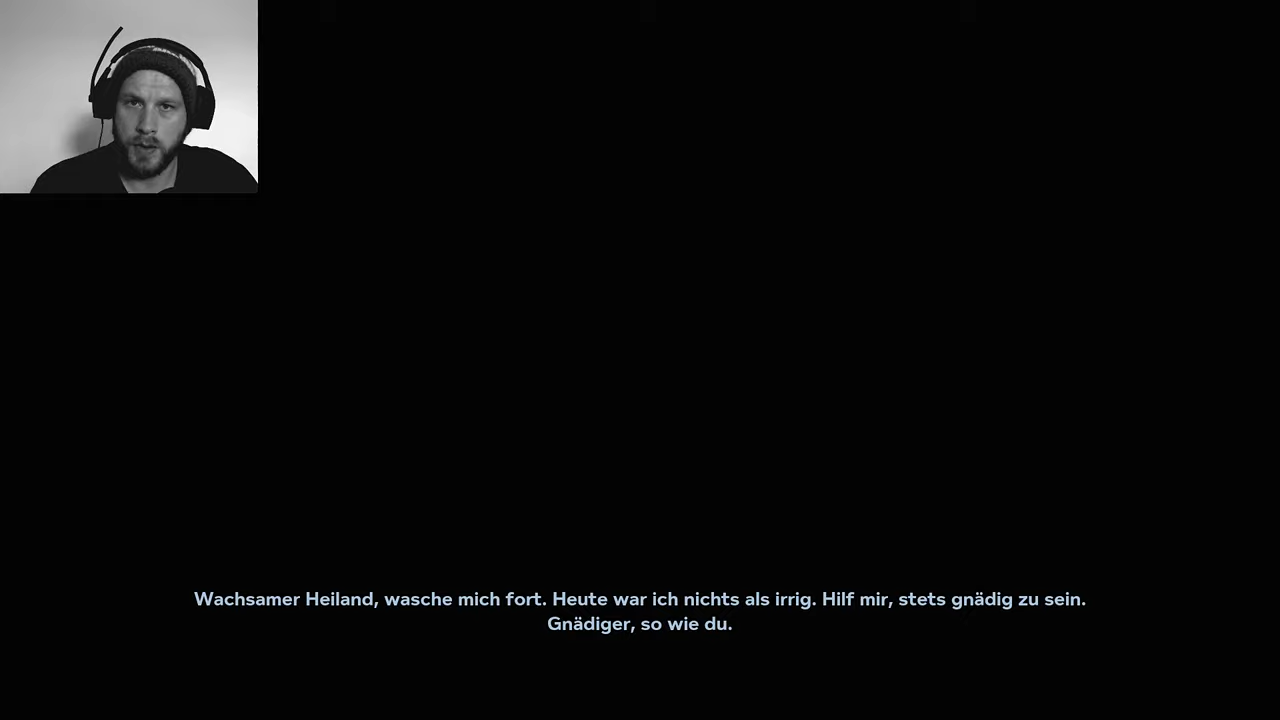 Wachsamer Heiland, wasche mich fort. Heute war ich nichts als irrig. Hilf mir, stets gnädig zu sein.
Gnädiger, so wie du.